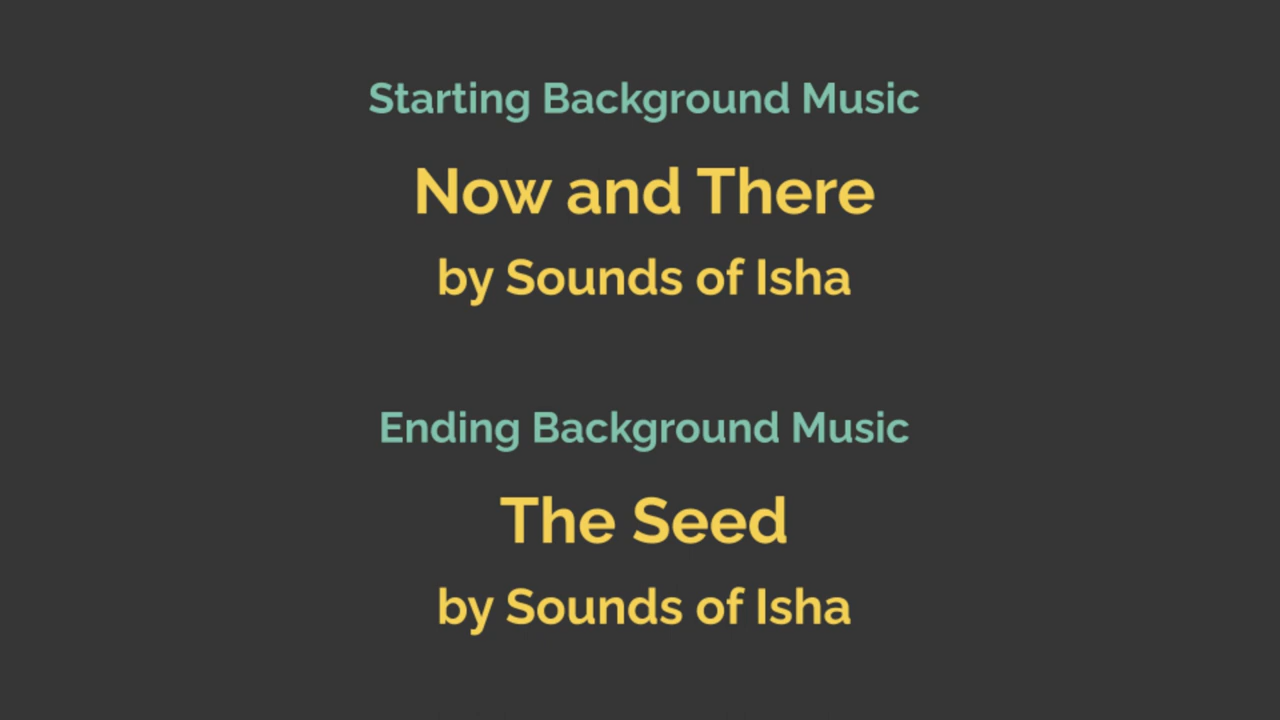 Starting Background Music
Now and There
by Sounds of Isha
Ending Background Music
The Seed
by Sounds of Isha